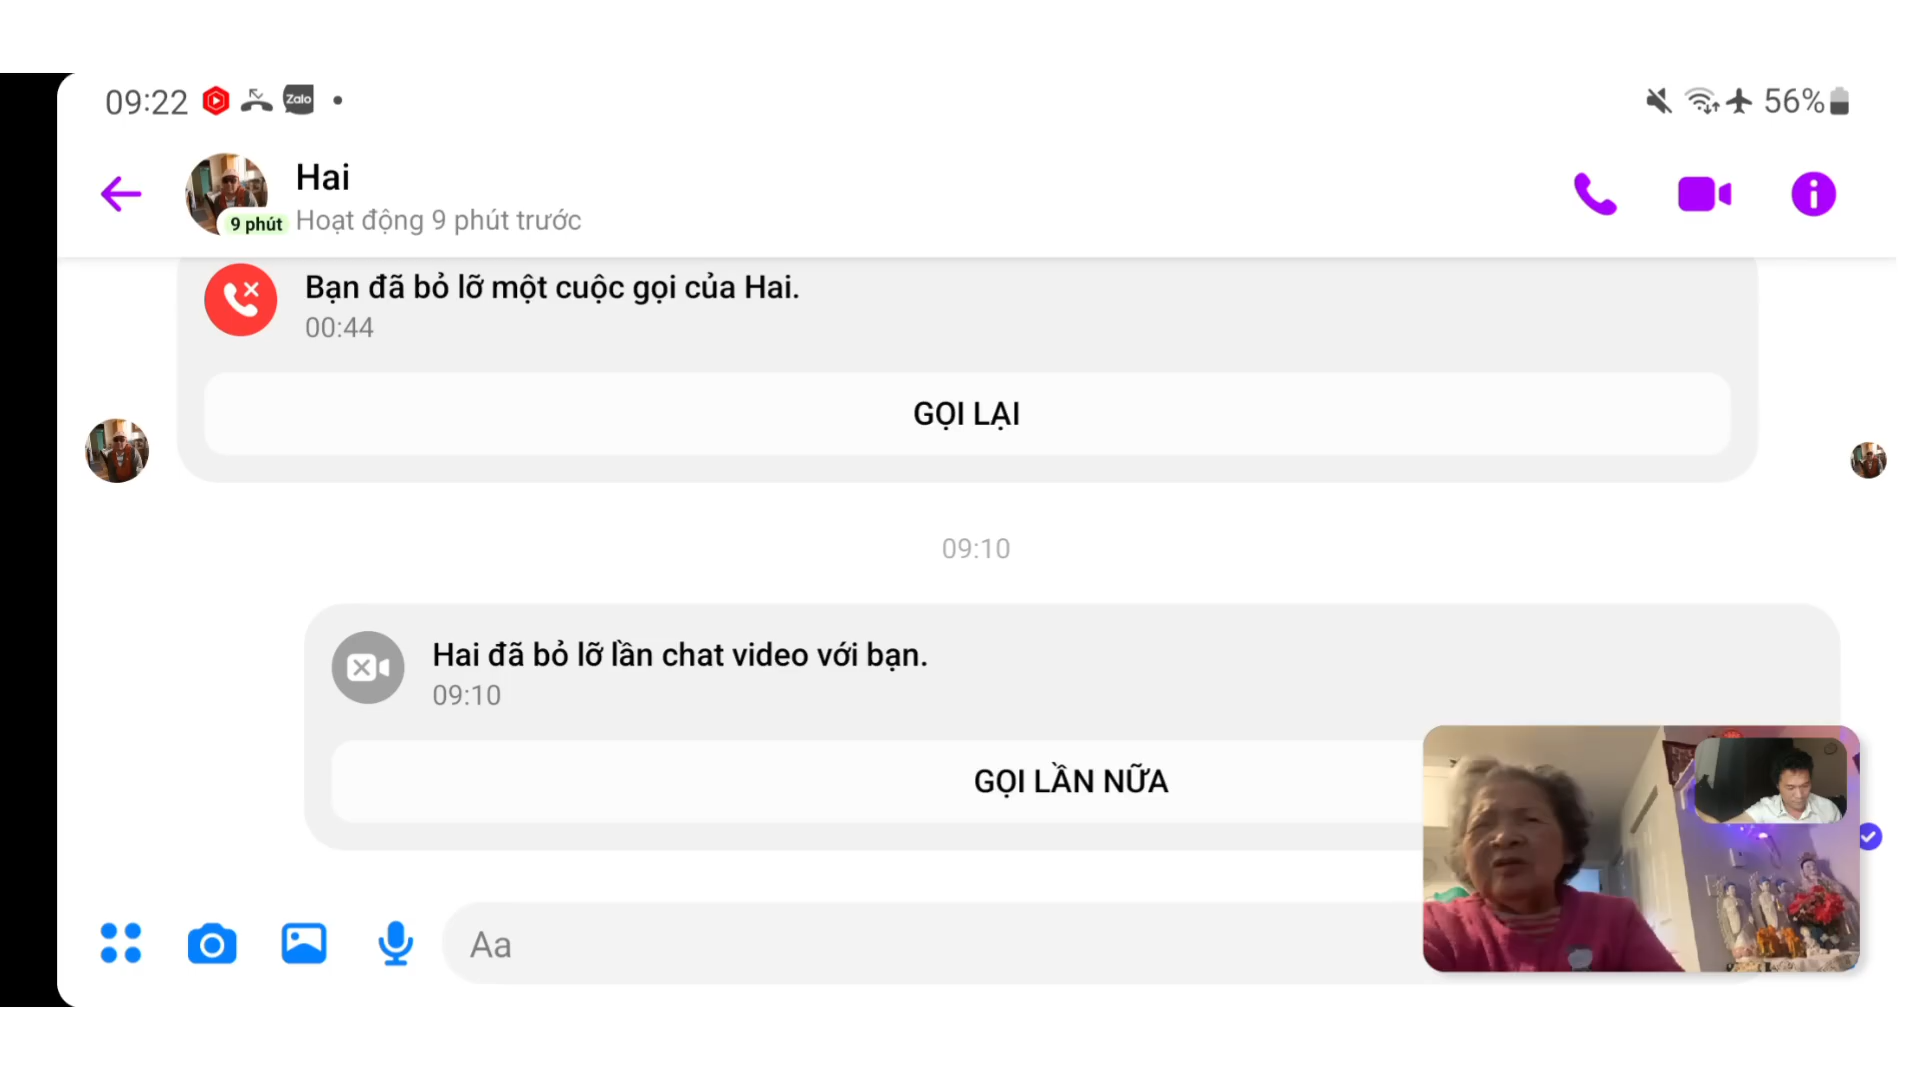 09:22 Zalo 56%
Hai
9 phút Hoạt động 9 phút trước
Bạn đã bỏ lỡ một cuộc gọi của Hai.
00:44
GỌI LẠI
09:10
Hai đã bỏ lỡ lần chat video với bạn.
09:10
GỌI LẦN NỮA
Aa